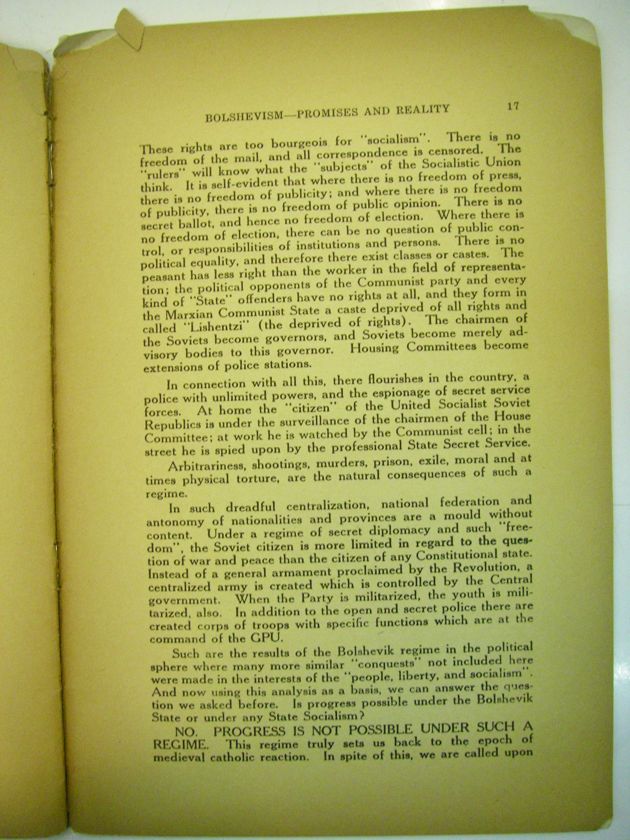 BOLSHEVISM—PROMISES AND REALITY 17
These rights are too bourgeois for "socialism". There is no
freedom of the mail, and all correspondence is censored. The
"rulers" will know what the "subjects" of the Socialistic Union
think. It is self-evident that where there is no freedom of press,
there is no freedom of publicity; and where there is no freedom
of publicity, there is no freedom of public opinion. There is no
secret ballot, and hence no freedom of election. Where there is
no freedom of election, there can be no question of public con-
trol, or responsibilities of institutions and persons. There is no
political equality, and therefore there exist classes or castes. The
peasant has less right than the worker in the field of representa-
tion; the political opponents of the Communist party and every
kind of "State" offenders have no rights at all, and they form in
the Marxian Communist State a caste deprived of all rights and
called "Lishentzi" (the deprived of rights). The chairmen of
the Soviets become governors, and Soviets become merely ad-
visory bodies to this governor. Housing Committees become
extensions of police stations.
In connection with all this, there flourishes in the country, a
police with unlimited powers, and the espionage of secret service
forces. At home the "citizen" of the United Socialist Soviet
Republics is under the surveillance of the chairmen of the House
Committee; at work he is watched by the Communist cell; in the
street he is spied upon by the professional State Secret Service.
Arbitrariness, shootings, murders, prison, exile, moral and at
times physical torture, are the natural consequences of such a
regime.
In such dreadful centralization, national federation and
antonomy of nationalities and provinces are a mould without
content. Under a regime of secret diplomacy and such "free-
dom", the Soviet citizen is more limited in regard to the ques-
tion of war and peace than the citizen of any Constitutional state.
Instead of a general armament proclaimed by the Revolution, a
centralized army is created which is controlled by the Central
government. When the Party is militarized, the youth is mili-
tarized, also. In addition to the open and secret police there are
created corps of troops with specific functions which are at the
command of the GPU.
Such are the results of the Bolshevik regime in the political
sphere where many more similar "conquests" not included here
were made in the interests of the "people, liberty, and socialism".
And now using this analysis as a basis, we can answer the ques-
tion we asked before. Is progress possible under the Bolshevik
State or under any State Socialism?
NO. PROGRESS IS NOT POSSIBLE UNDER SUCH A
REGIME. This regime truly sets us back to the epoch of
medieval catholic reaction. In spite of this, we are called upon